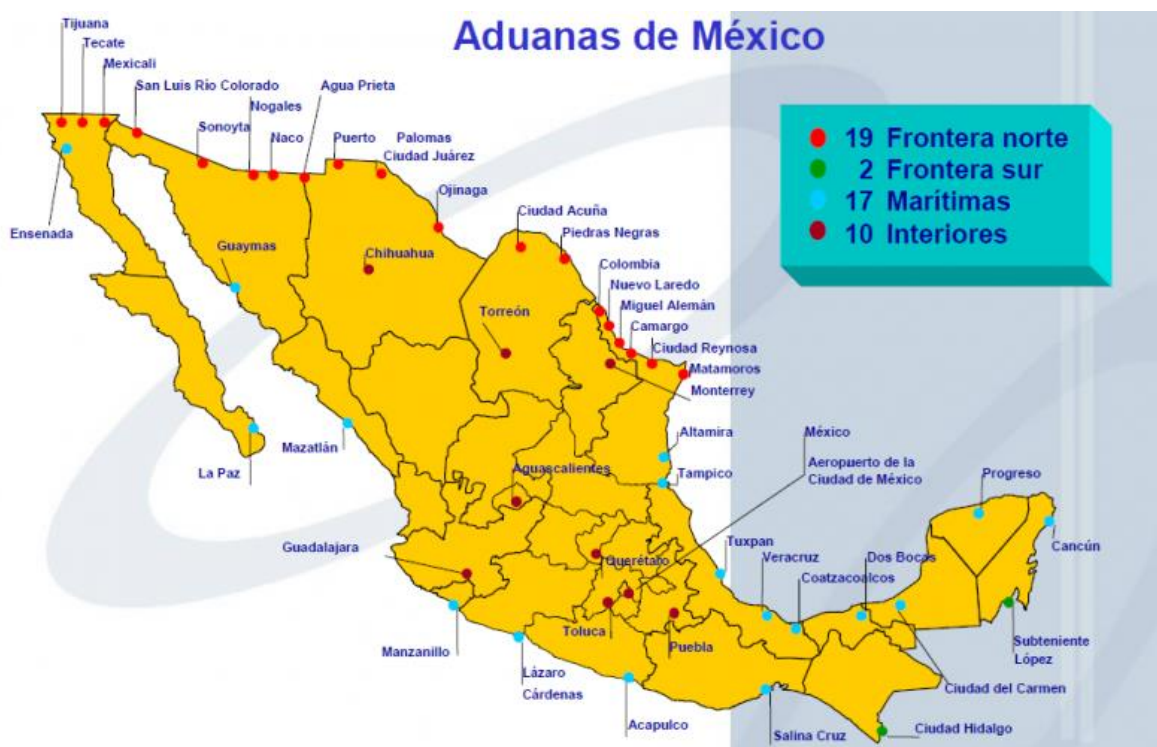 Aduanas de México
Tijuana
Tecate
Mexicali
San Luis Río Colorado
Nogales
Agua Prieta
Sonoyta
Naco
Puerto
Palomas
Ciudad Juárez
Ojinaga
19 Frontera norte
2 Frontera sur
17 Marítimas
10 Interiores
Ensenada
Guaymas
Chihuahua
Ciudad Acuña
Piedras Negras
Colombia
Nuevo Laredo
Miguel Alemán
Camargo
Ciudad Reynosa
Matamoros
Monterrey
Torreón
La Paz
Mazatlán
Altamira
Tampico
México
Aeropuerto de la
Ciudad de México
Aguascalientes
Progreso
Guadalajara
Querétaro
Tuxpan
Veracruz
Dos Bocas
Cancún
Coatzacoalcos
Manzanillo
Toluca
Puebla
Subteniente
López
Lázaro
Cárdenas
Ciudad del Carmen
Acapulco
Salina Cruz
Ciudad Hidalgo